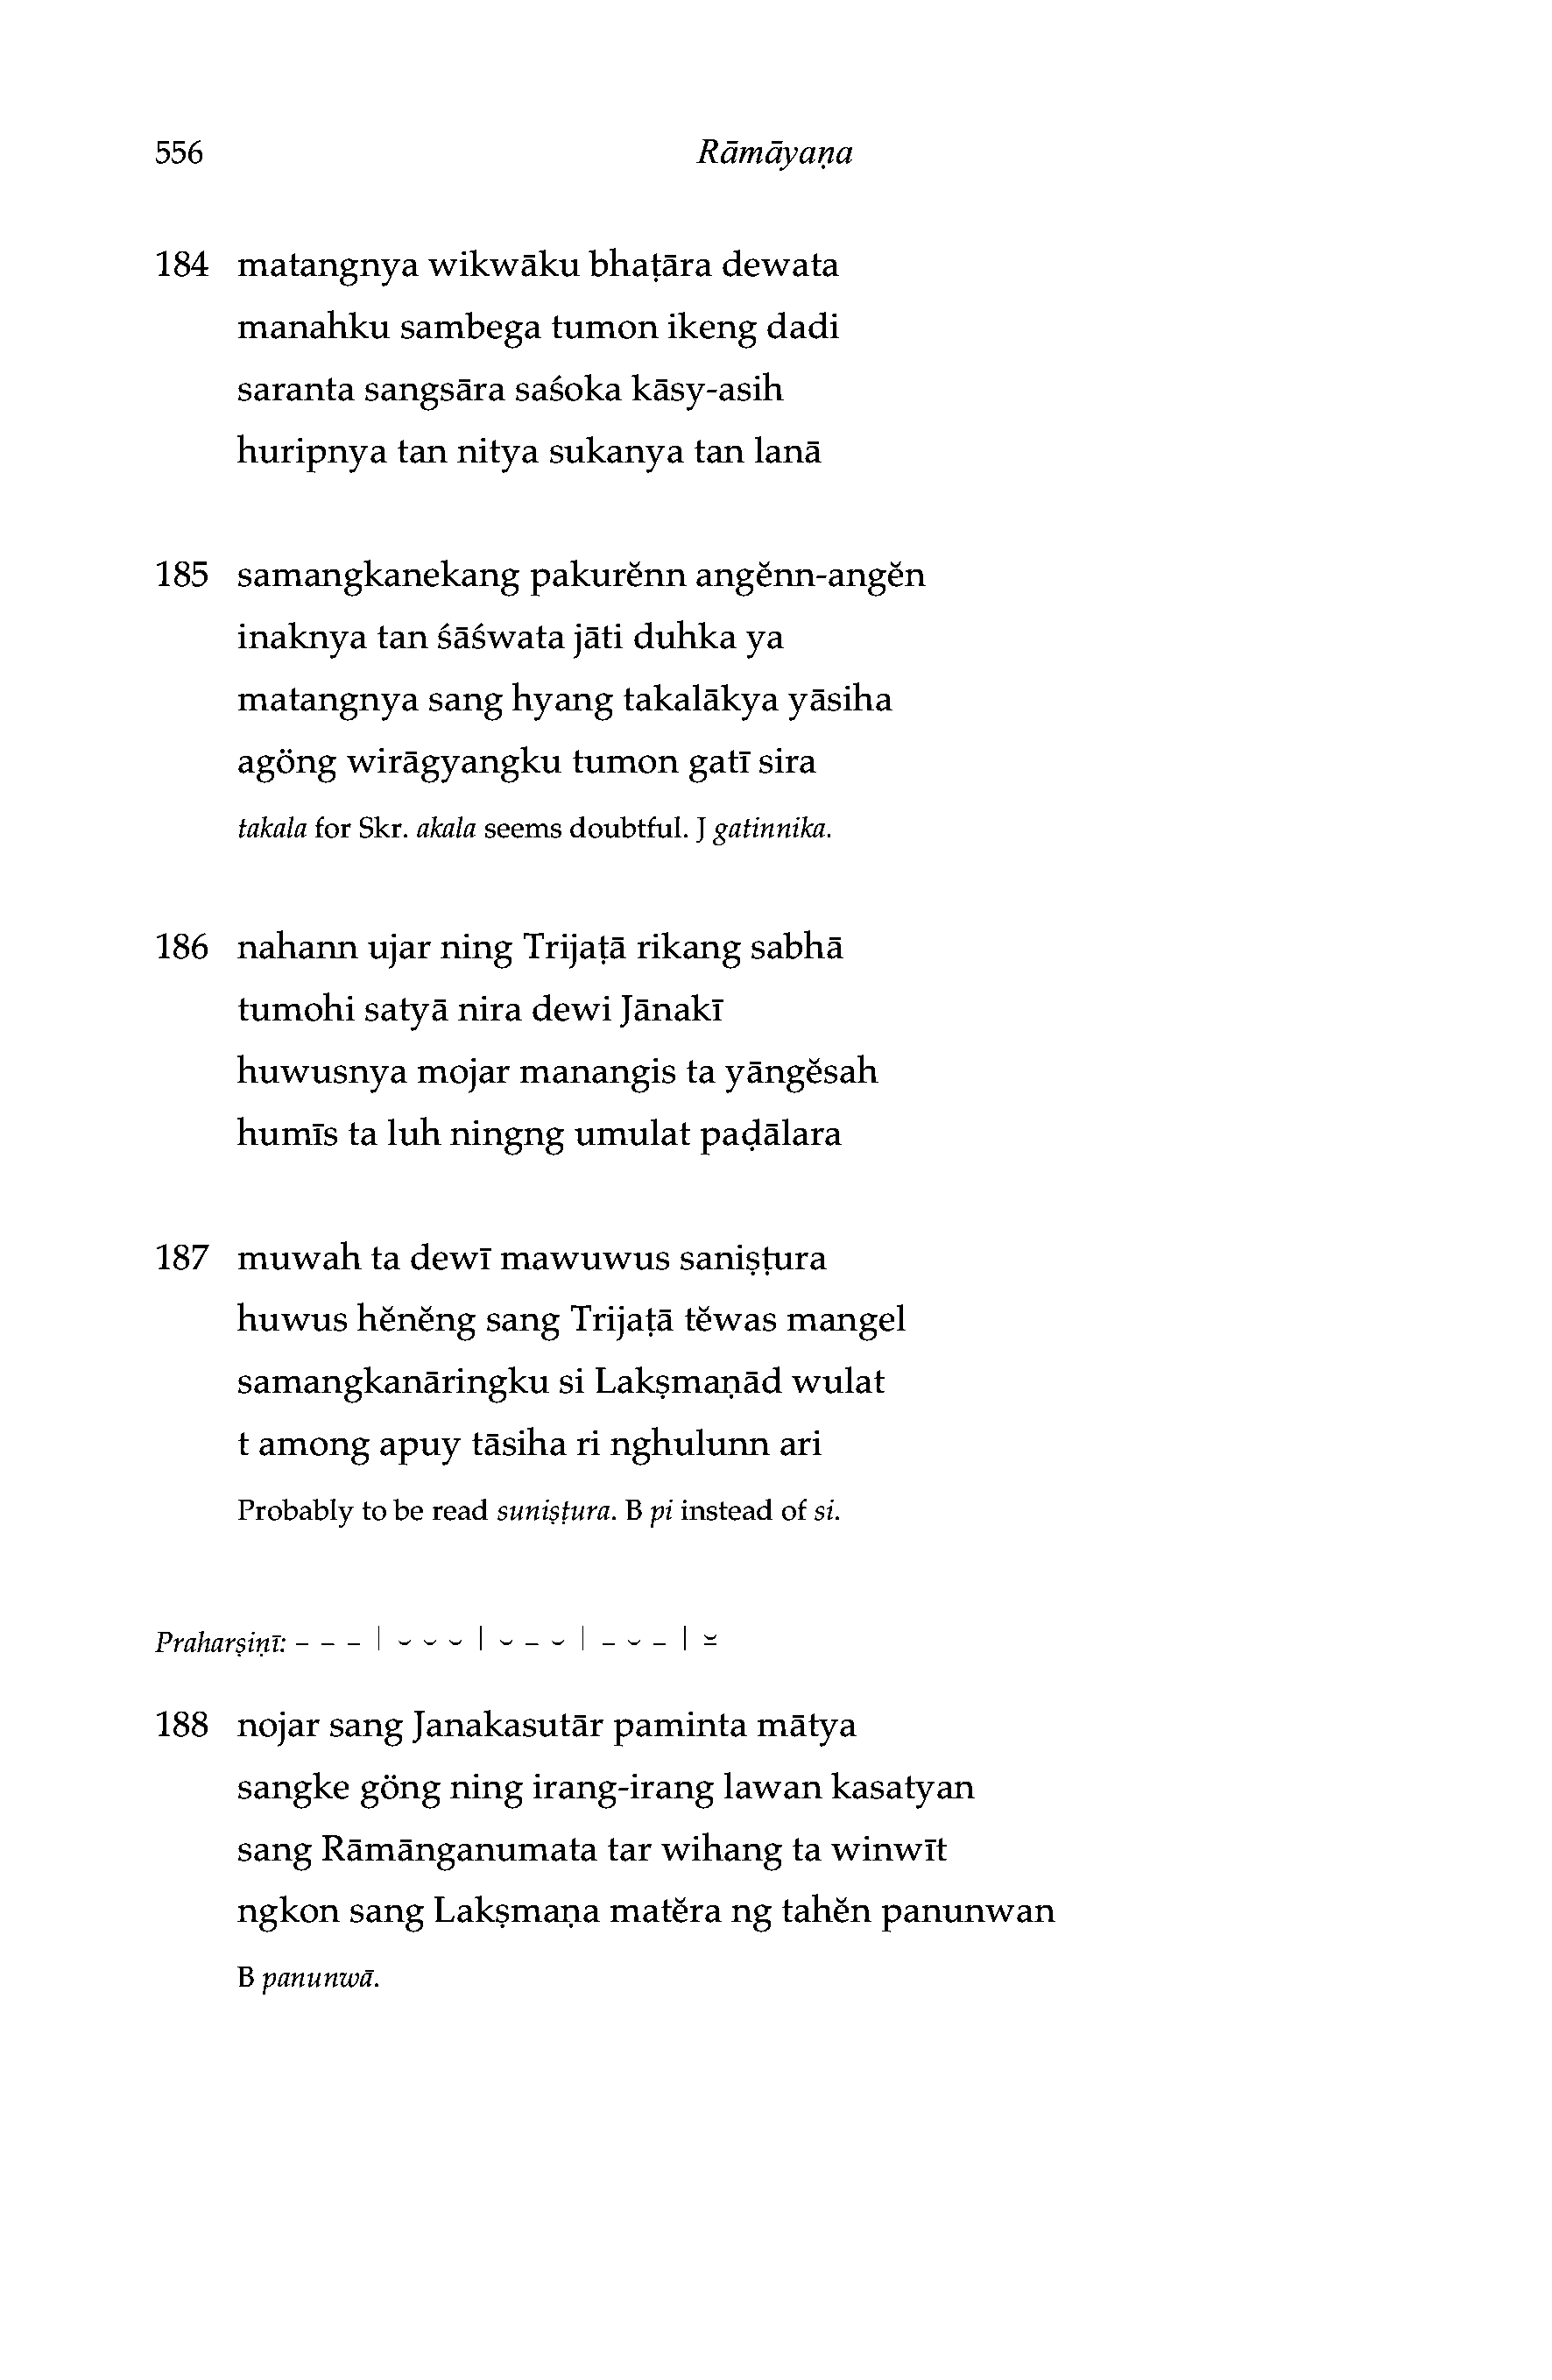 556 Rāmāyaṇa
184 matangnya wikwāku bhaṭāra dewata
manahku sambega tumon ikeng dadi
saranta sangsāra saśoka kāsy-asih
huripnya tan nitya sukanya tan lanā
185 samangkanekang pakurĕnn angĕnn-angĕn
inaknya tan śāśwata jāti duhka ya
matangnya sang hyang takalākya yāsiha
agöng wirāgyangku tumon gatī sira
takala for Skr. akala seems doubtful. J gatinnika.
186 nahann ujar ning Trijaṭā rikang sabhā
tumohi satyā nira dewi Jānakī
huwusnya mojar manangis ta yāngĕsah
humīs ta luh ningng umulat paḍālara
187 muwah ta dewī mawuwus saniṣṭura
huwus hĕnĕng sang Trijaṭā tĕwas mangel
samangkanāringku si Lakṣmaṇād wulat
t among apuy tāsiha ri nghulunn ari
Probably to be read suniṣṭura. B pi instead of si.
Praharṣiṇī: – – – | ⏑ ⏑ ⏑ | ⏑ – ⏑ | – ⏑ – | ⏓
188 nojar sang Janakasutār paminta mātya
sangke göng ning irang-irang lawan kasatyan
sang Rāmānganumata tar wihang ta winwīt
ngkon sang Lakṣmaṇa matĕra ng tahĕn panunwan
B panunwā.